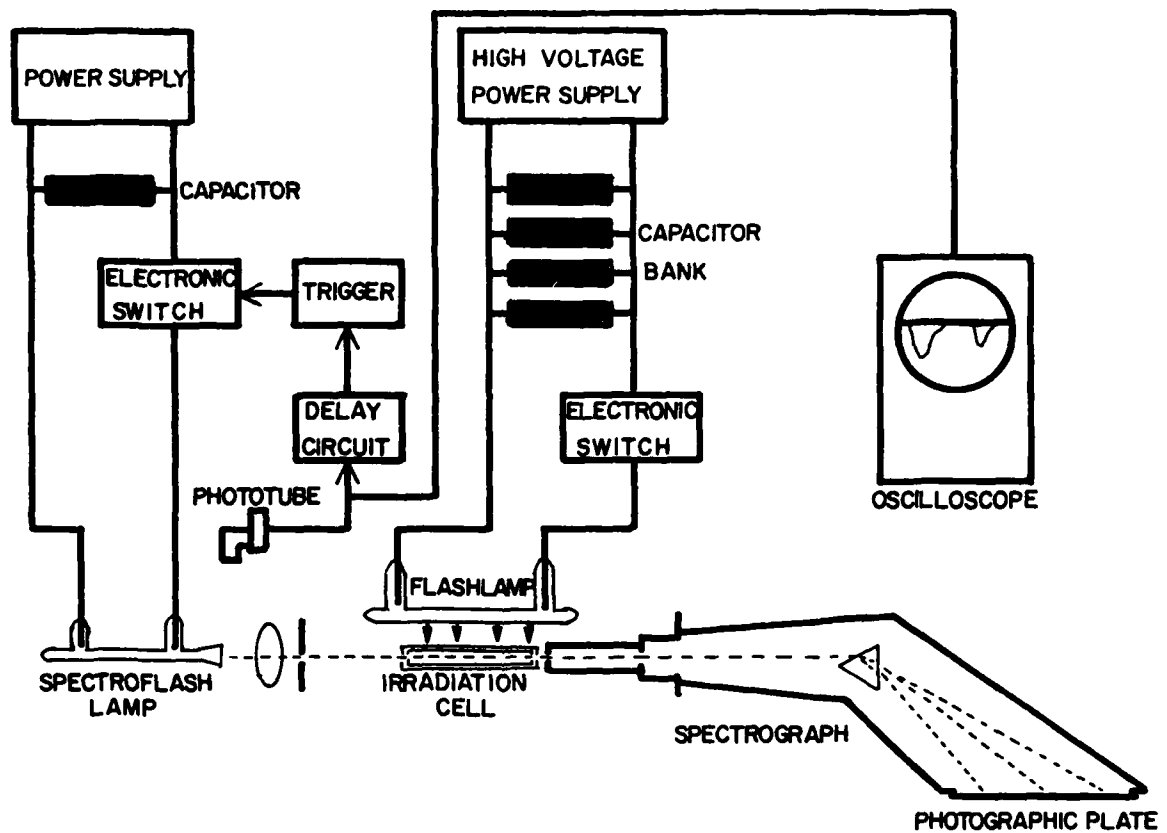 POWER SUPPLY
HIGH VOLTAGE
POWER SUPPLY
CAPACITOR
CAPACITOR
BANK
ELECTRONIC
SWITCH
TRIGGER
DELAY
CIRCUIT
ELECTRONIC
SWITCH
PHOTOTUBE
OSCILLOSCOPE
FLASHLAMP
SPECTROFLASH
LAMP
IRRADIATION
CELL
SPECTROGRAPH
PHOTOGRAPHIC PLATE